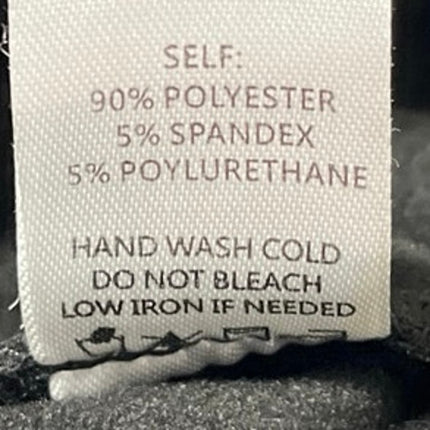 SELF:
90% POLYESTER
5% SPANDEX
5% POYLURETHANE
HAND WASH COLD
DO NOT BLEACH
LOW IRON IF NEEDED